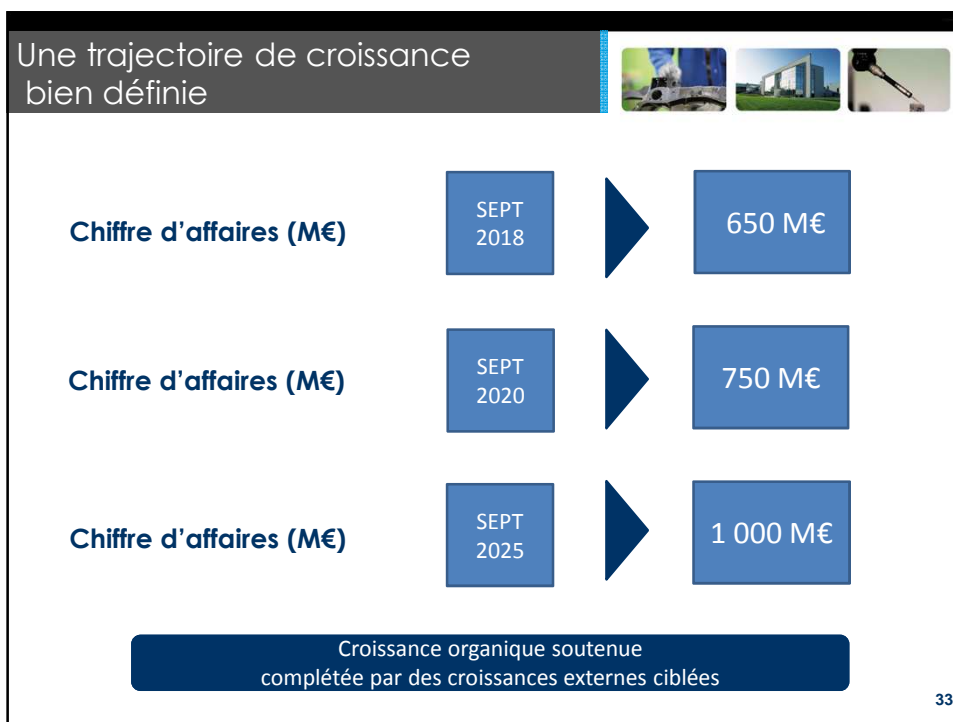 Une trajectoire de croissance
bien définie
Chiffre d’affaires (M€)
SEPT
2018
650 M€
Chiffre d’affaires (M€)
SEPT
2020
750 M€
Chiffre d’affaires (M€)
SEPT
2025
1 000 M€
Croissance organique soutenue
complétée par des croissances externes ciblées
33